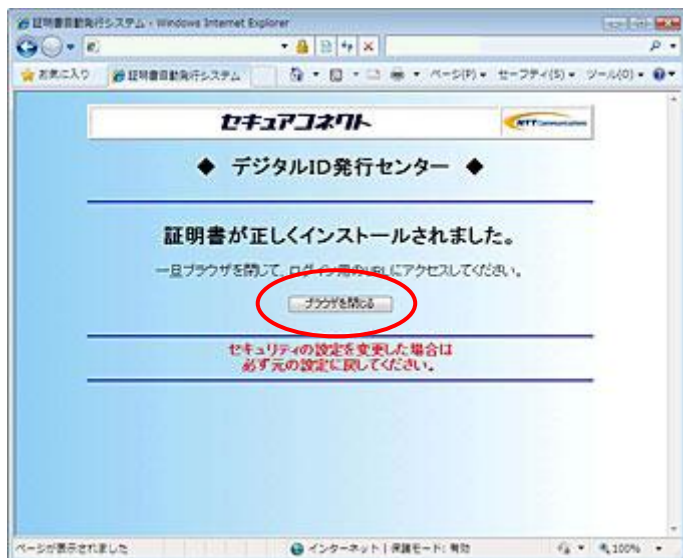 証明書自動発行システム - Windows Internet Explorer
お気に入り 証明書自動発行システム ページ(P) セーフティ(S) ツール(O)
セキュアコネクト NTT Communications
◆ デジタルID発行センター ◆
証明書が正しくインストールされました。
一旦ブラウザを閉じて、ログイン用のURLにアクセスしてください。
ブラウザを閉じる
セキュリティの設定を変更した場合は
必ず元の設定に戻してください。
ページが表示されました インターネット | 保護モード: 有効 100%